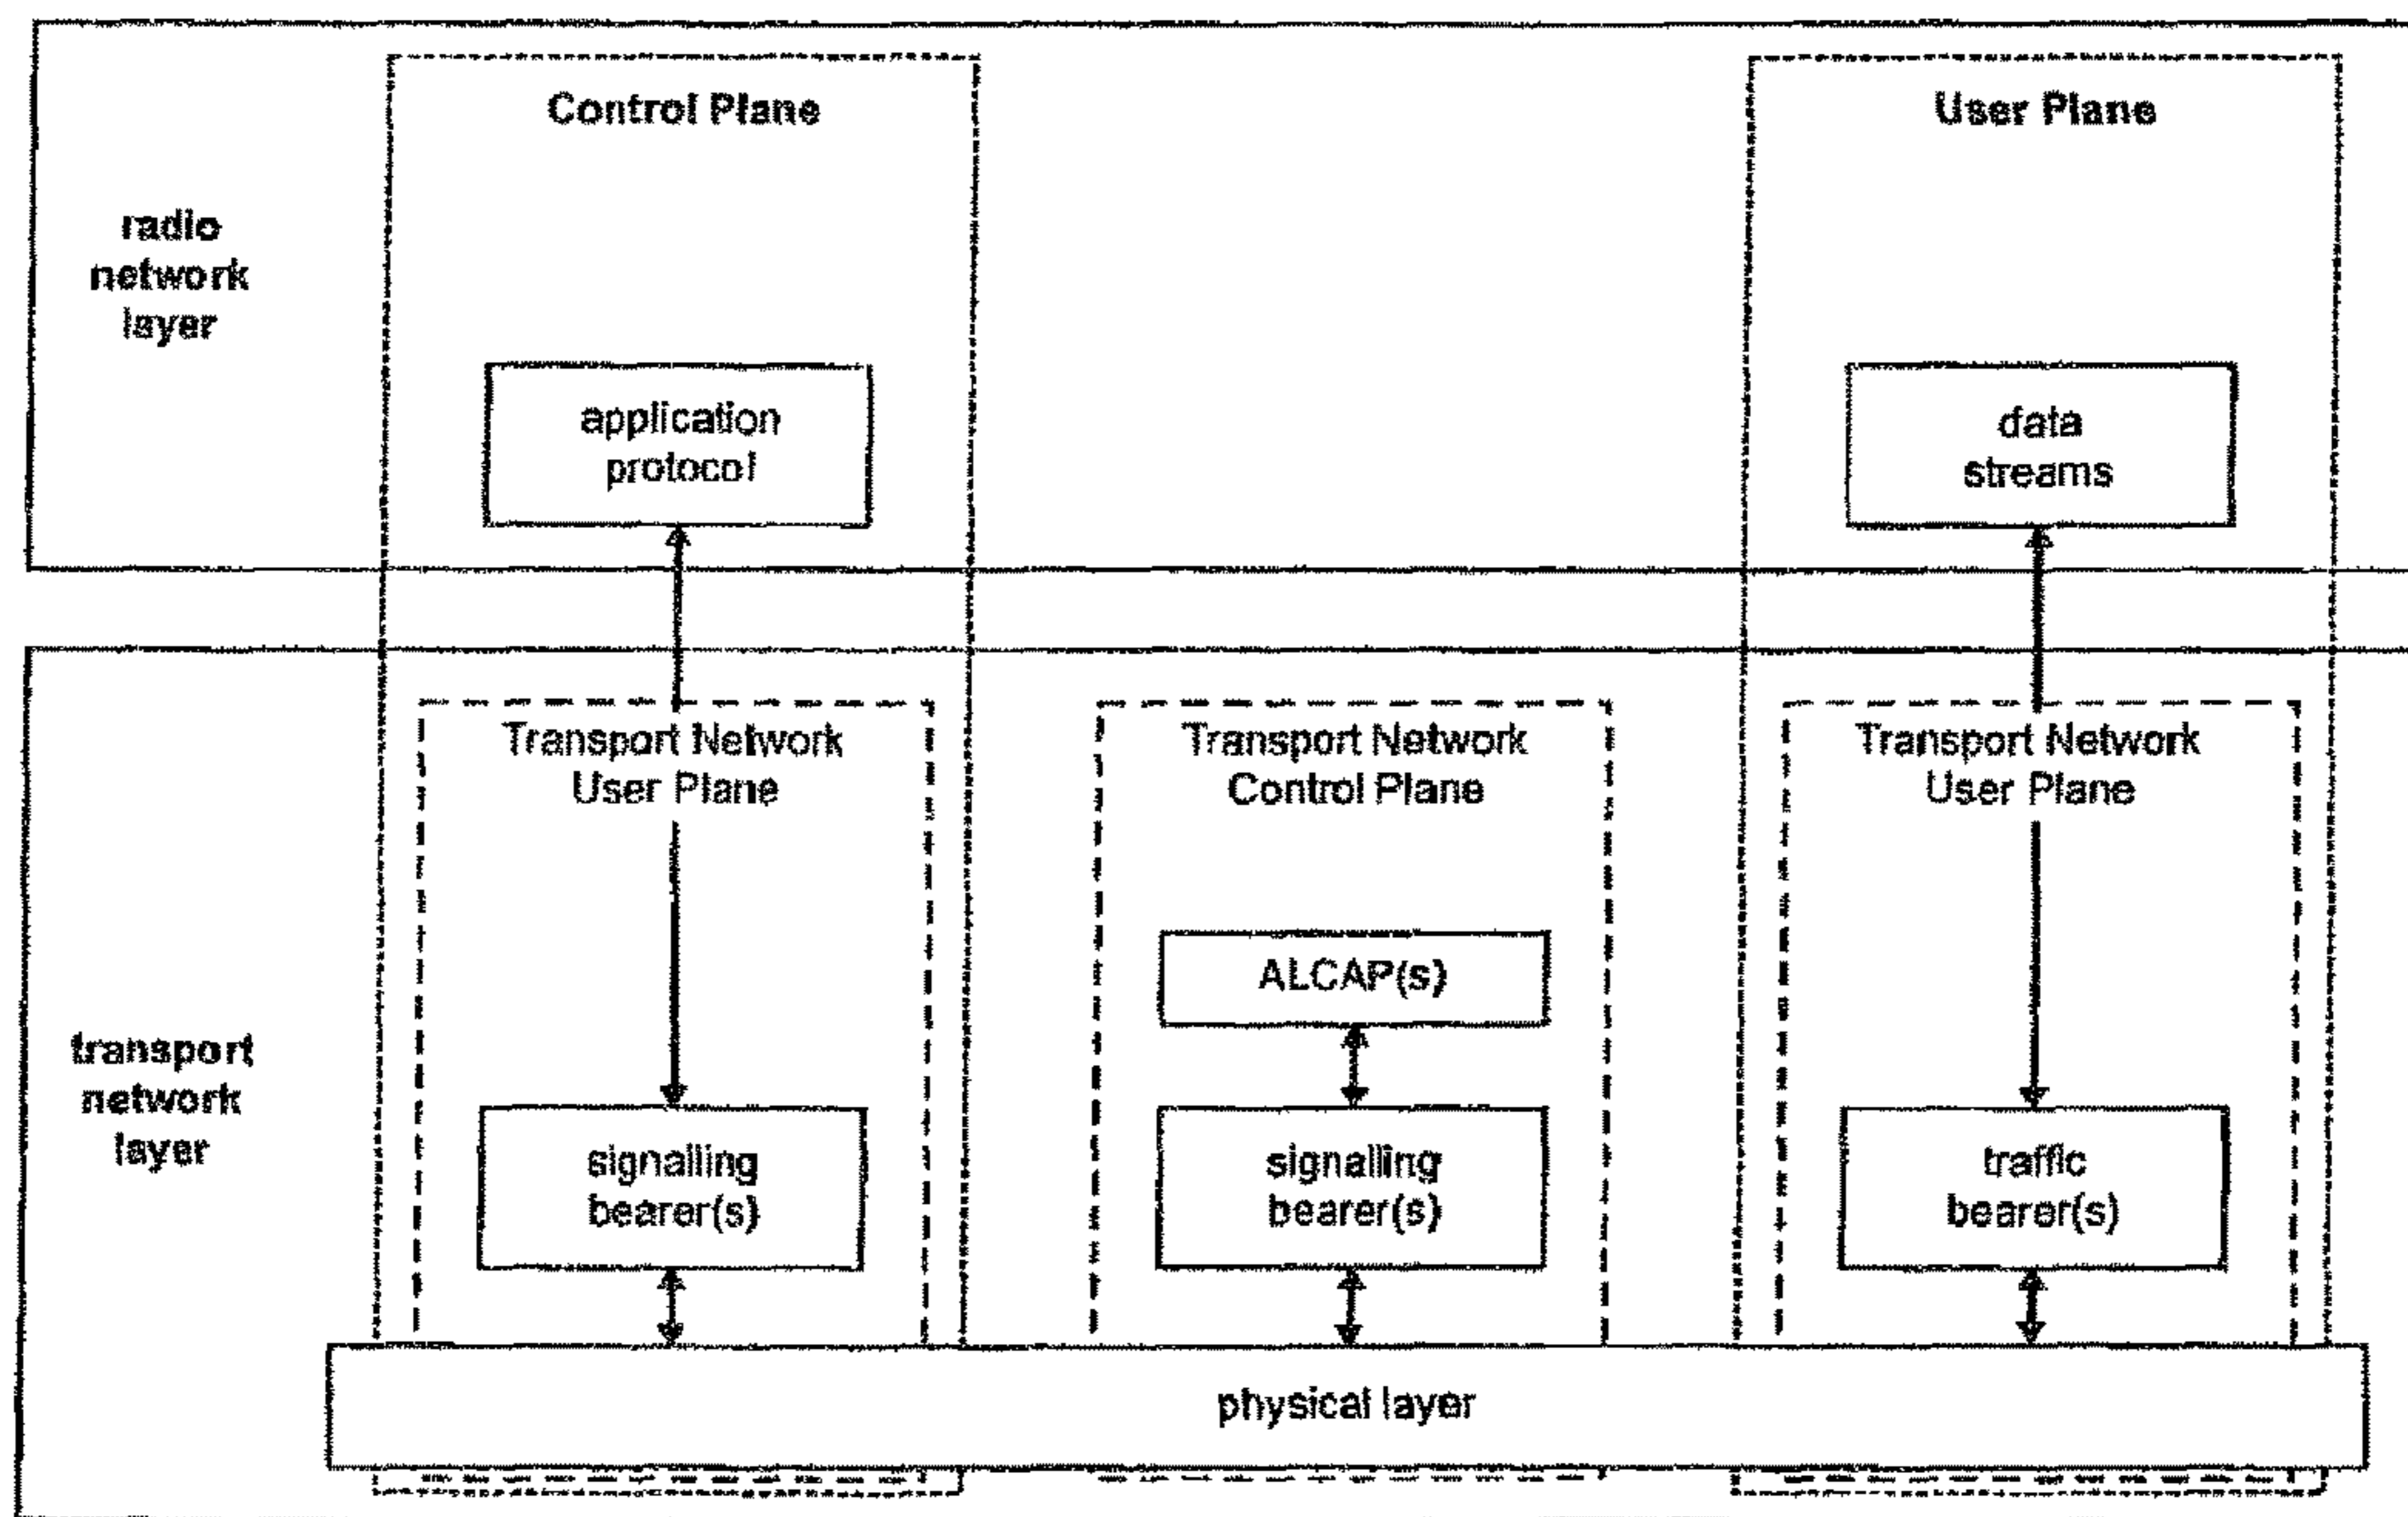 Control Plane
User Plane
radio
network
layer
application
protocol
data
streams
Transport Network
User Plane
Transport Network
Control Plane
Transport Network
User Plane
ALCAP(s)
transport
network
layer
signalling
bearer(s)
signalling
bearer(s)
traffic
bearer(s)
physical layer